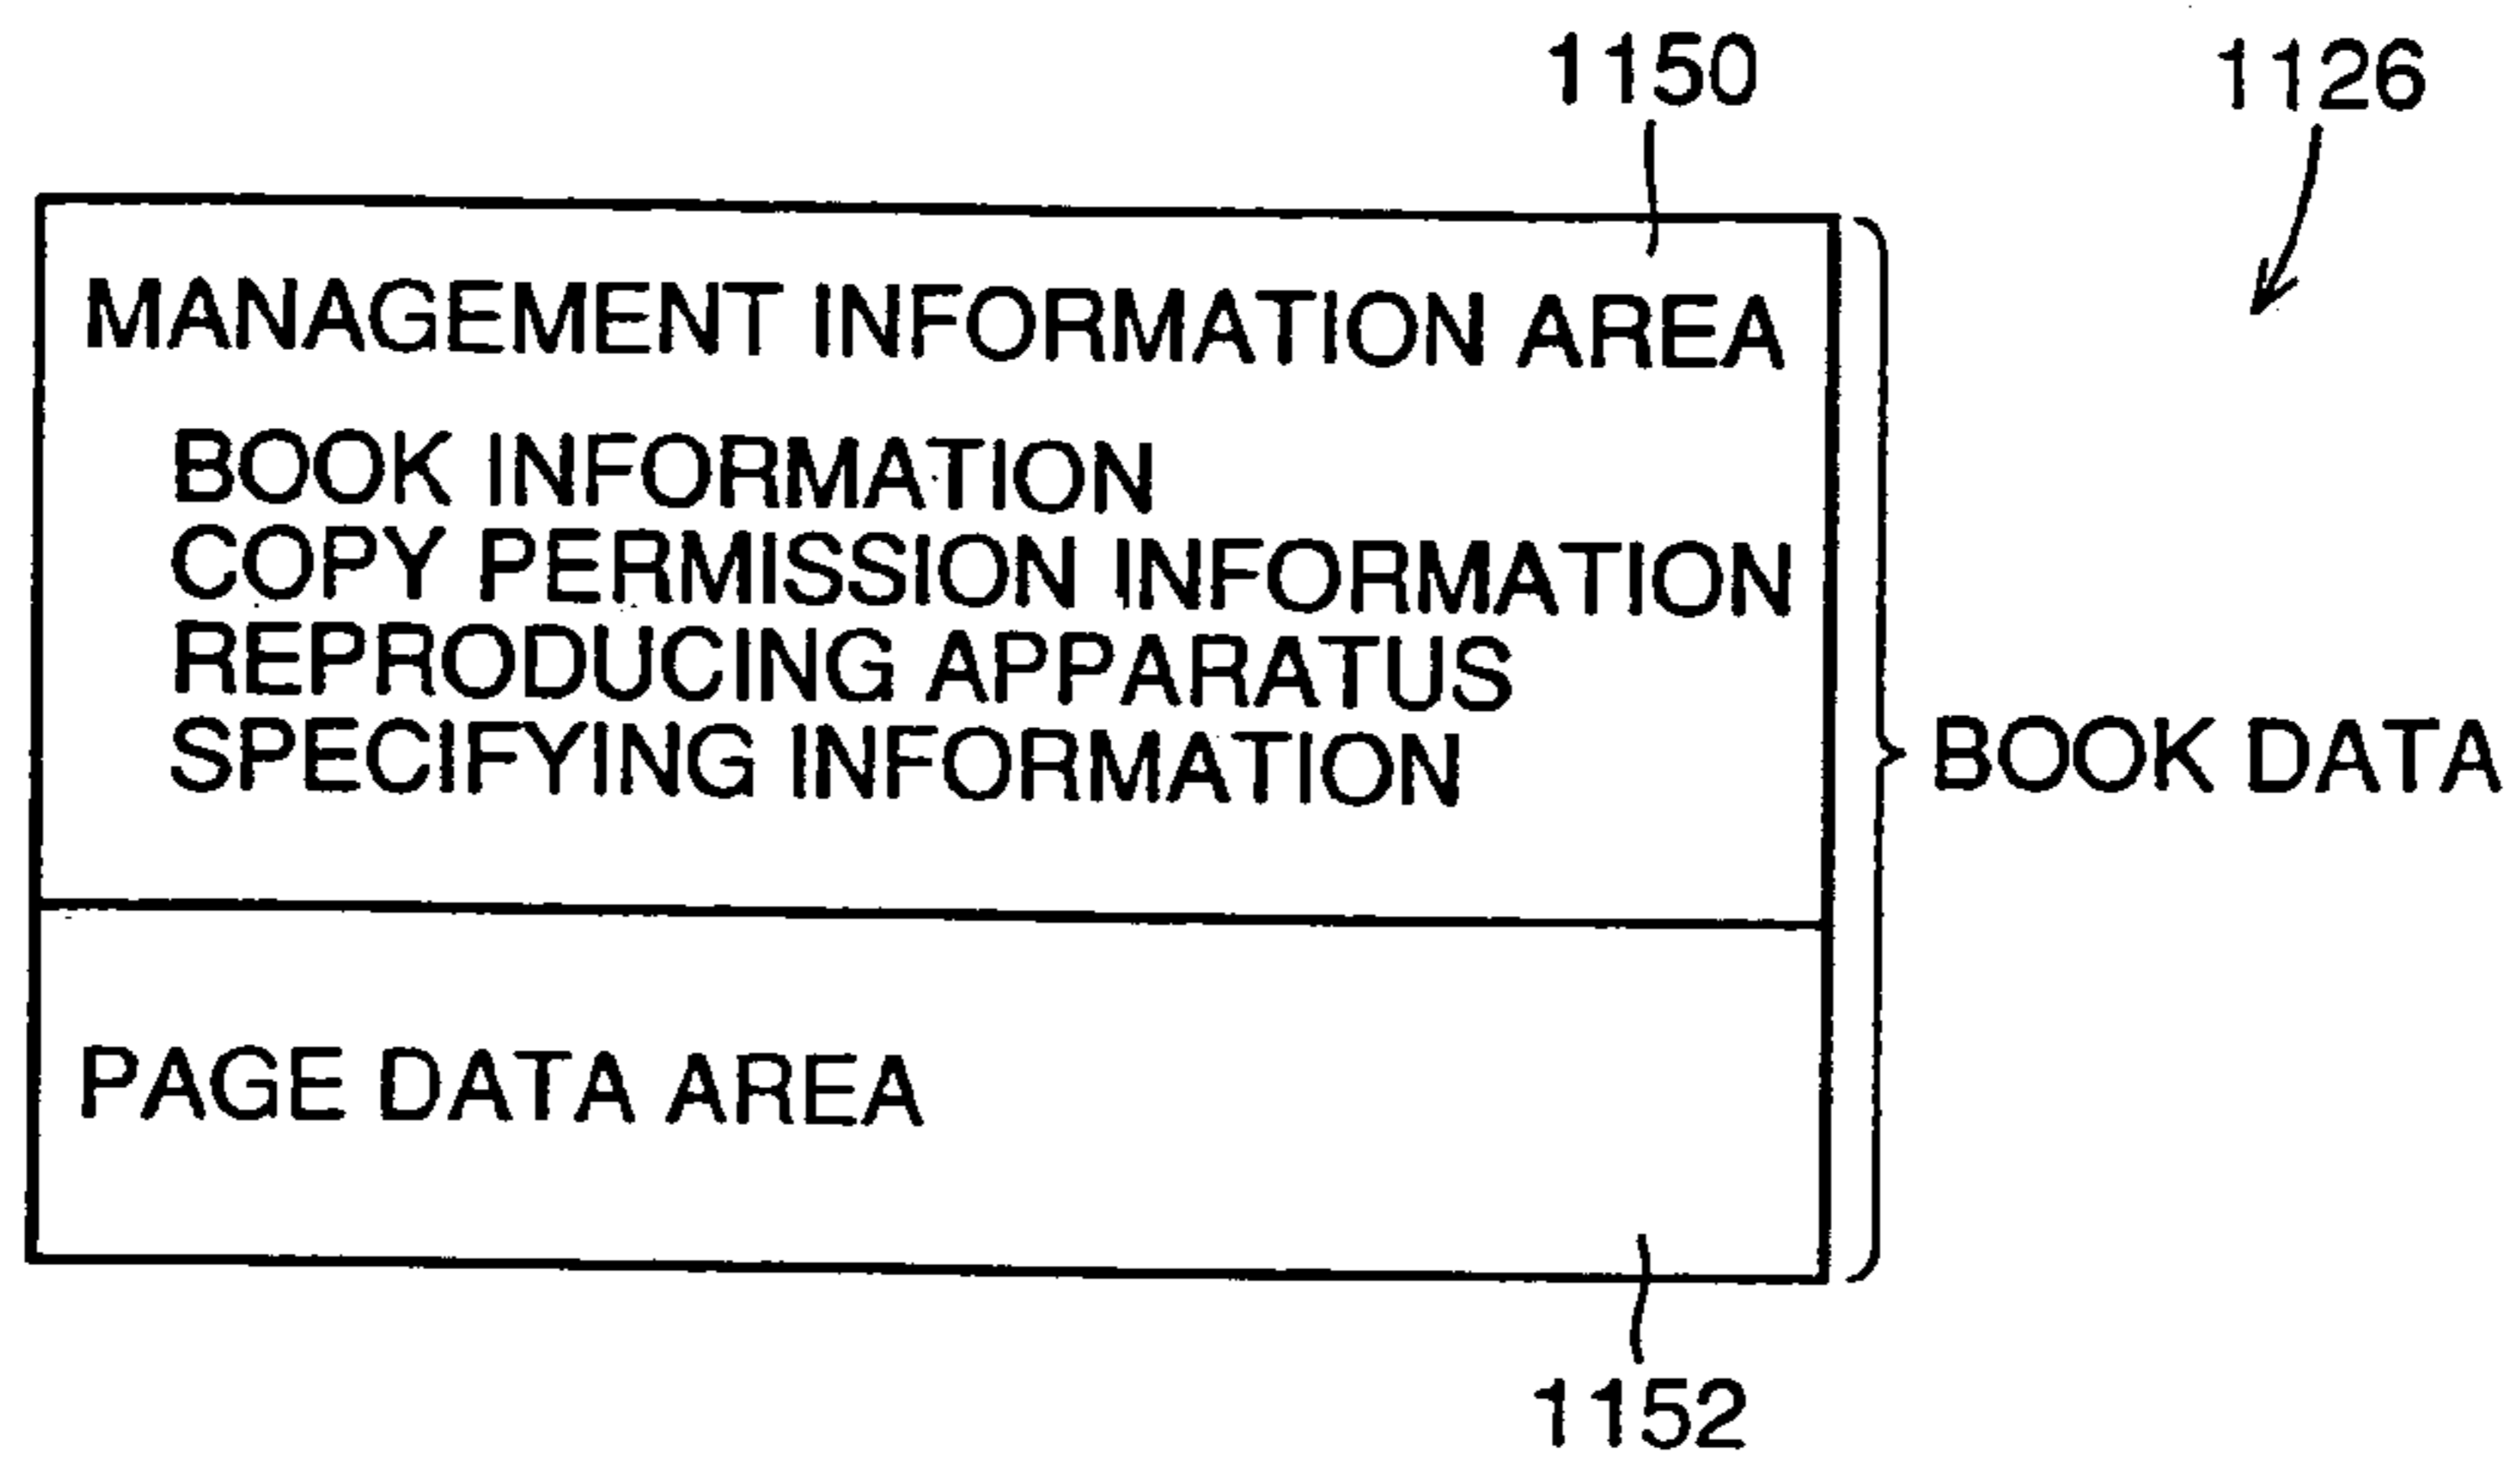 1150
1126
MANAGEMENT INFORMATION AREA
BOOK INFORMATION
COPY PERMISSION INFORMATION
REPRODUCING APPARATUS
SPECIFYING INFORMATION
BOOK DATA
PAGE DATA AREA
1152